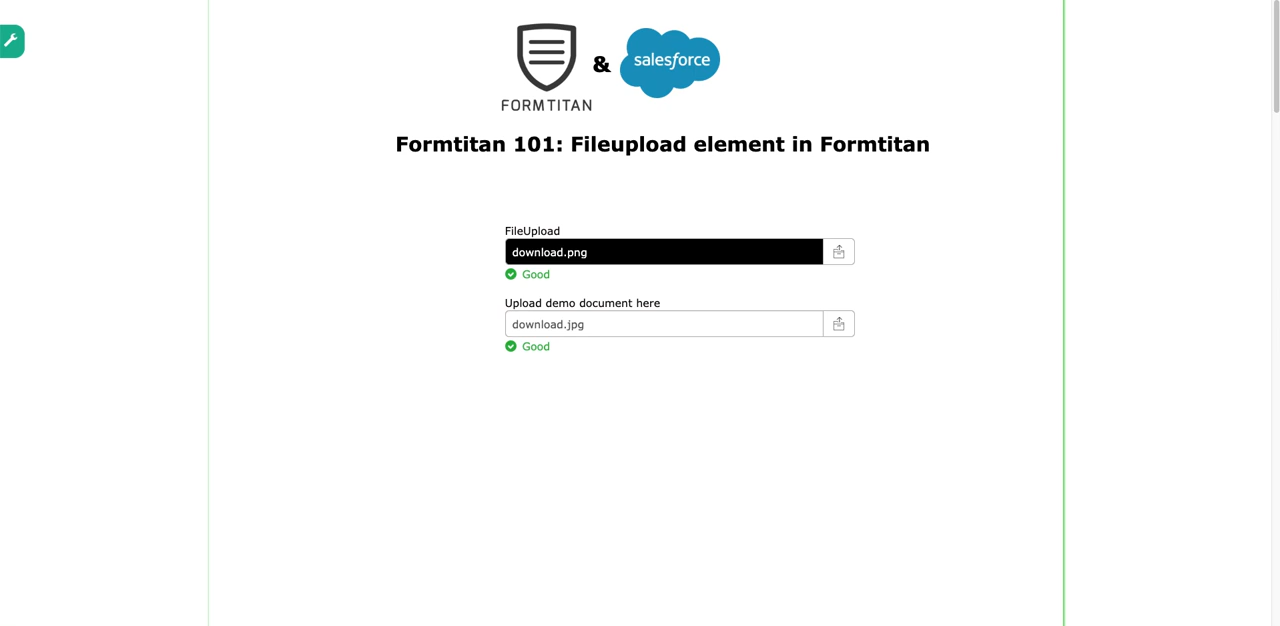 &
salesforce
FORMTITAN
Formtitan 101: Fileupload element in Formtitan
FileUpload
download.png
Good
Upload demo document here
download.jpg
Good